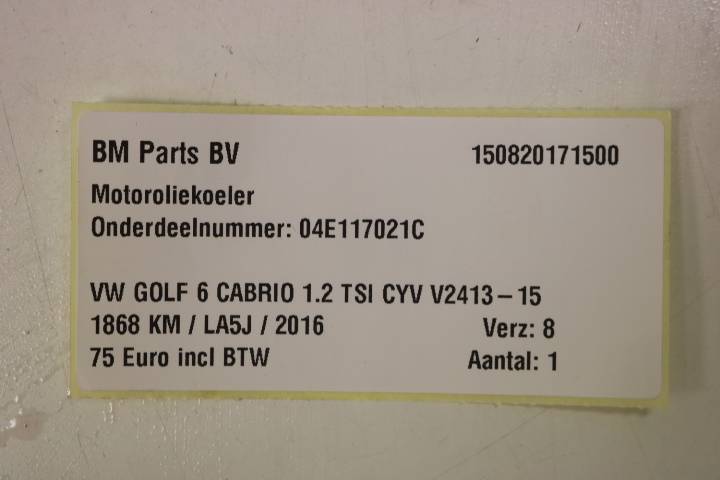 BM Parts BV 150820171500
Motoroliekoeler
Onderdeelnummer: 04E117021C
VW GOLF 6 CABRIO 1.2 TSI CYV V2413-15
1868 KM / LA5J / 2016 Verz: 8
75 Euro incl BTW Aantal: 1